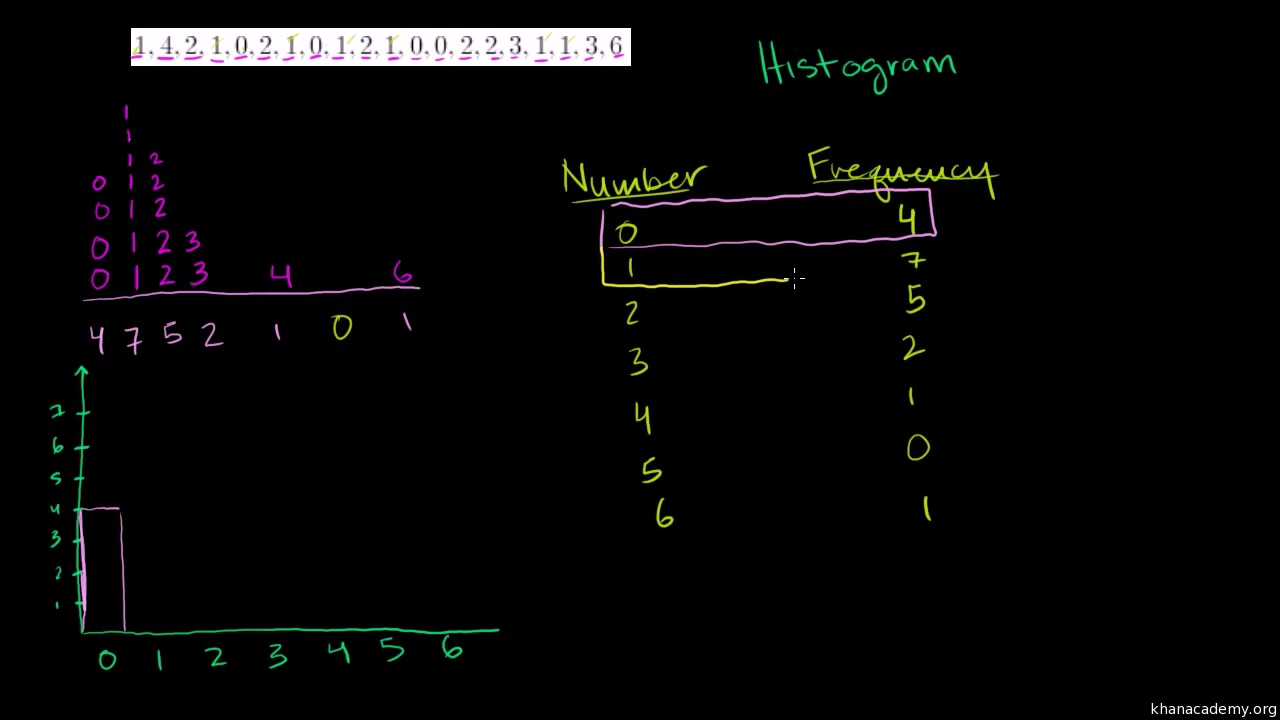 1, 4, 2, 1, 0, 2, 1, 0, 1, 2, 1, 0, 0, 2, 2, 3, 1, 1, 3, 6
Histogram
1
1
1 2
0 1 2
0 1 2
0 1 2 3
0 1 2 3 4 6
4 7 5 2 1 0 1
Number Frequency
0 4
1 7
2 5
3 2
4 1
5 0
6 1
7
6
5
4
3
2
1
0 1 2 3 4 5 6
khanacademy.org